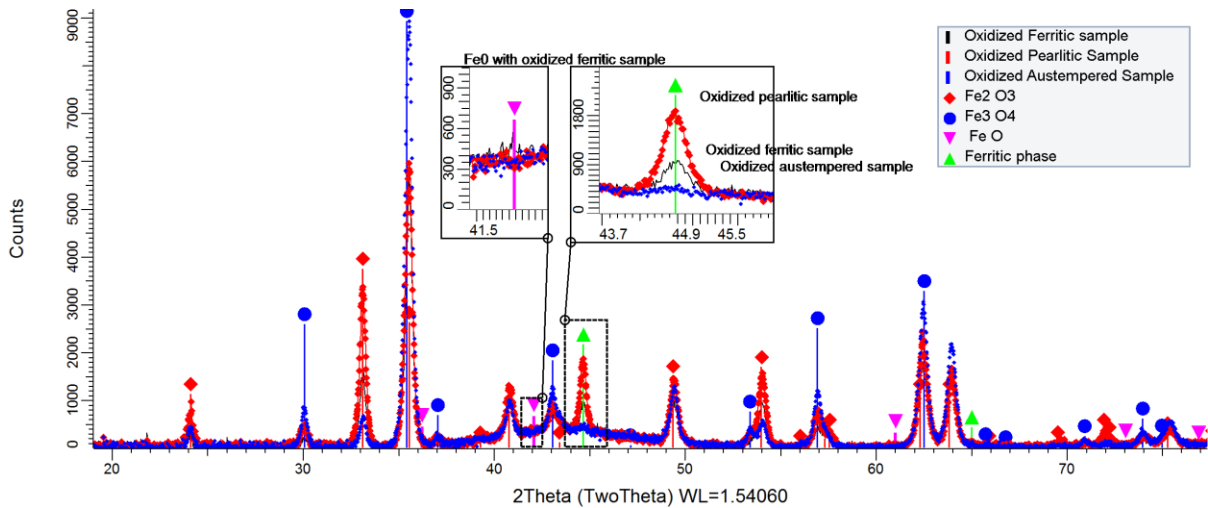 9000
8000
7000
6000
5000
4000
3000
2000
1000
0
Counts
20
30
40
50
60
70
2Theta (TwoTheta) WL=1.54060
Fe0 with oxidized ferritic sample
900
600
300
0
41.5
Oxidized pearlitic sample
Oxidized ferritic sample
Oxidized austempered sample
1800
900
0
43.7
44.9
45.5
Oxidized Ferritic sample
Oxidized Pearlitic Sample
Oxidized Austempered Sample
Fe2 O3
Fe3 O4
Fe O
Ferritic phase